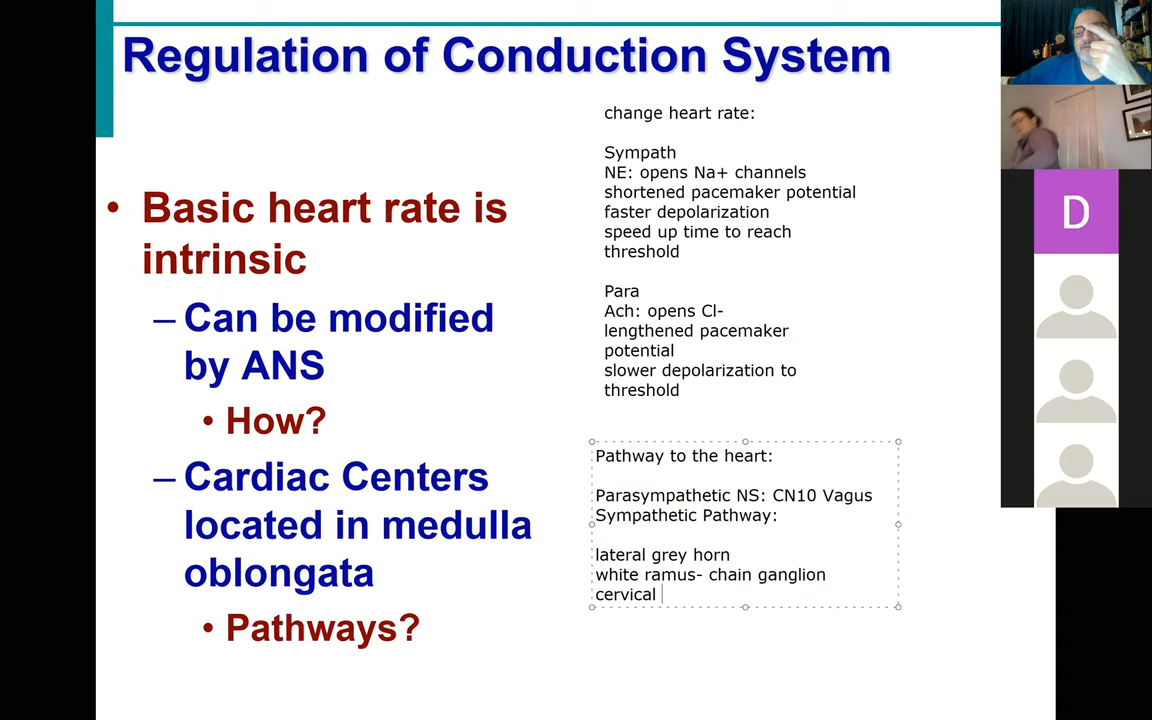 Regulation of Conduction System
• Basic heart rate is
intrinsic
– Can be modified
by ANS
• How?
– Cardiac Centers
located in medulla
oblongata
• Pathways?
change heart rate:
Sympath
NE: opens Na+ channels
shortened pacemaker potential
faster depolarization
speed up time to reach
threshold
Para
Ach: opens Cl-
lengthened pacemaker
potential
slower depolarization to
threshold
Pathway to the heart:
Parasympathetic NS: CN10 Vagus
Sympathetic Pathway:
lateral grey horn
white ramus- chain ganglion
cervical
D